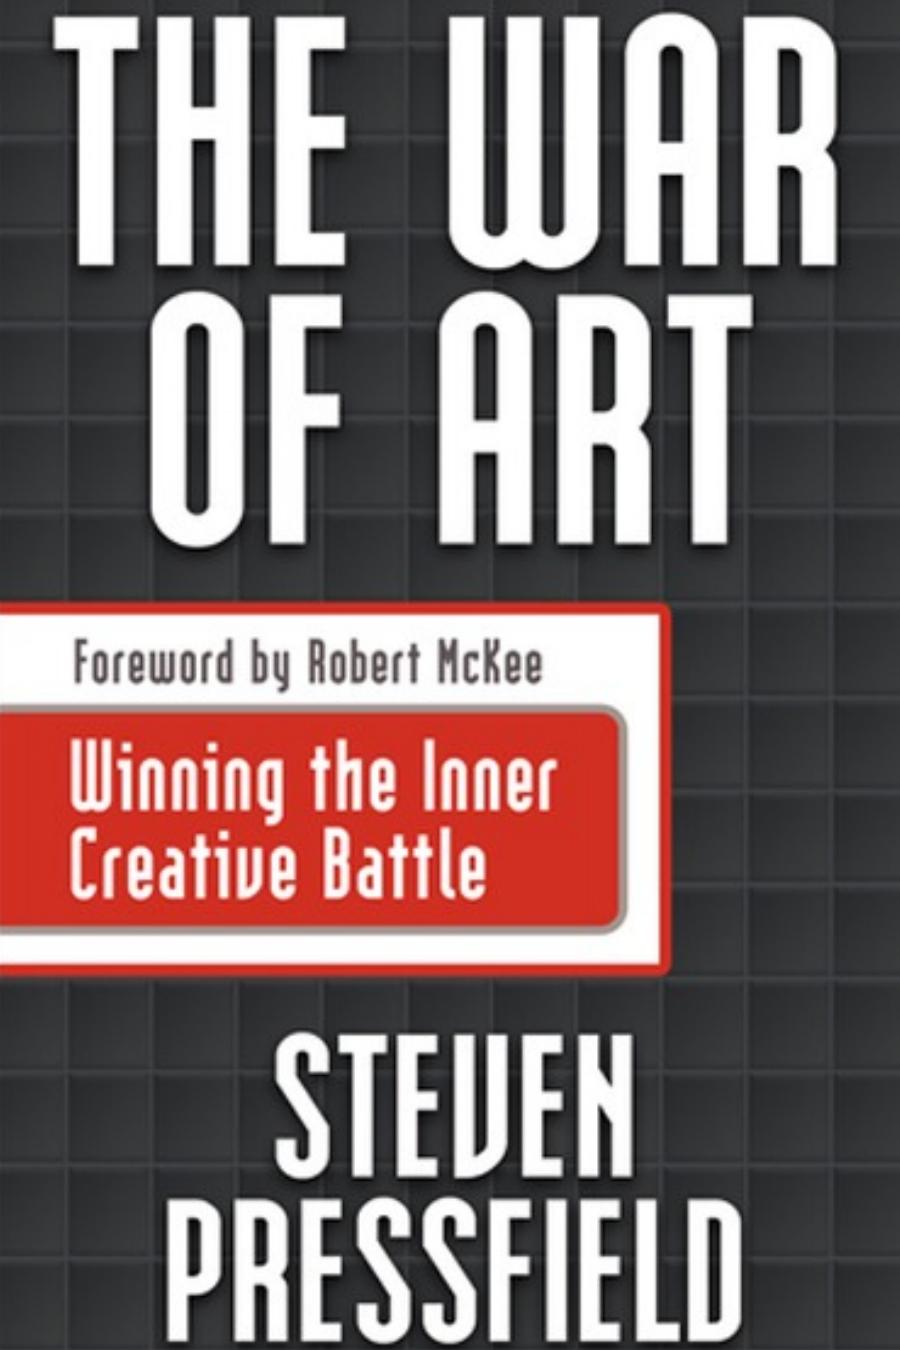 THE WAR
OF ART
Foreword by Robert McKee
Winning the Inner
Creative Battle
STEVEN
PRESSFIELD